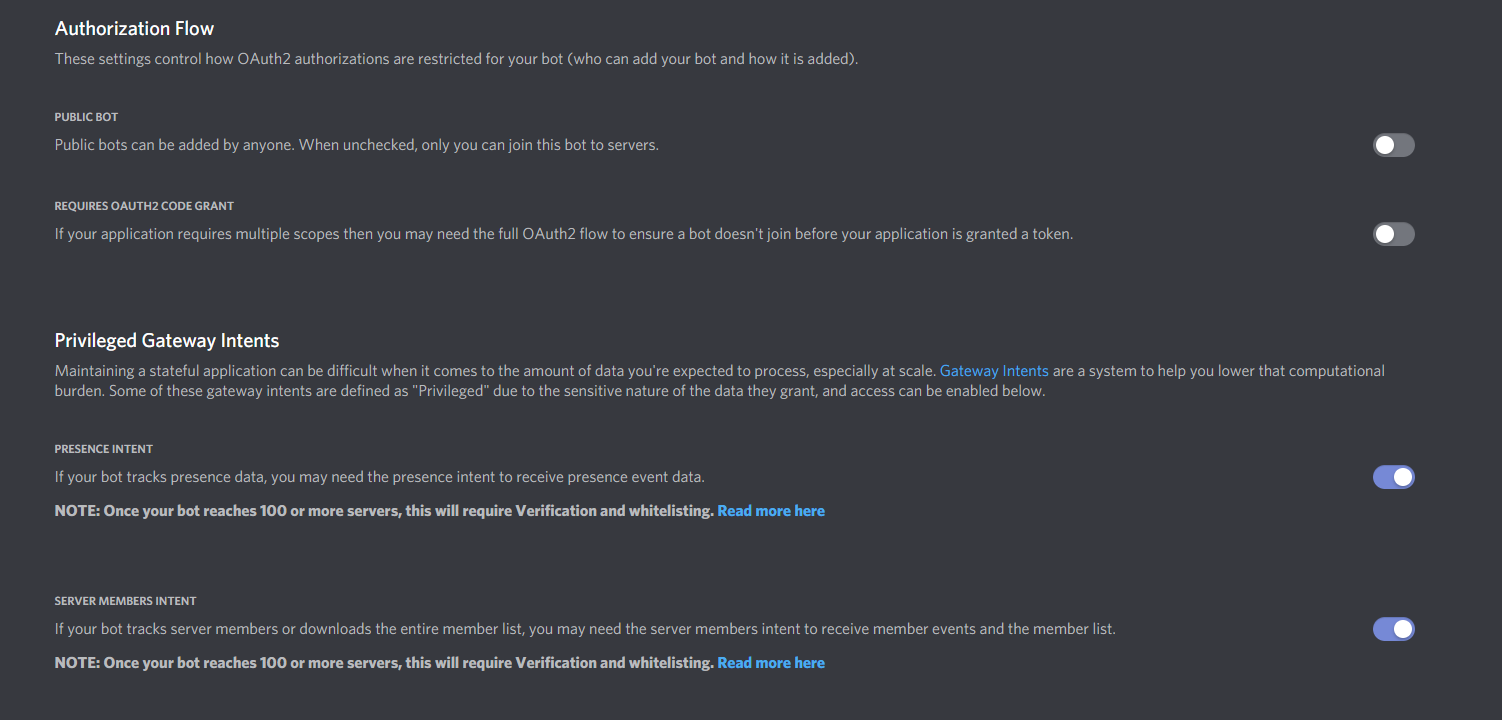 Authorization Flow
These settings control how OAuth2 authorizations are restricted for your bot (who can add your bot and how it is added).
PUBLIC BOT
Public bots can be added by anyone. When unchecked, only you can join this bot to servers.
REQUIRES OAUTH2 CODE GRANT
If your application requires multiple scopes then you may need the full OAuth2 flow to ensure a bot doesn't join before your application is granted a token.
Privileged Gateway Intents
Maintaining a stateful application can be difficult when it comes to the amount of data you're expected to process, especially at scale. Gateway Intents are a system to help you lower that computational
burden. Some of these gateway intents are defined as "Privileged" due to the sensitive nature of the data they grant, and access can be enabled below.
PRESENCE INTENT
If your bot tracks presence data, you may need the presence intent to receive presence event data.
NOTE: Once your bot reaches 100 or more servers, this will require Verification and whitelisting. Read more here
SERVER MEMBERS INTENT
If your bot tracks server members or downloads the entire member list, you may need the server members intent to receive member events and the member list.
NOTE: Once your bot reaches 100 or more servers, this will require Verification and whitelisting. Read more here